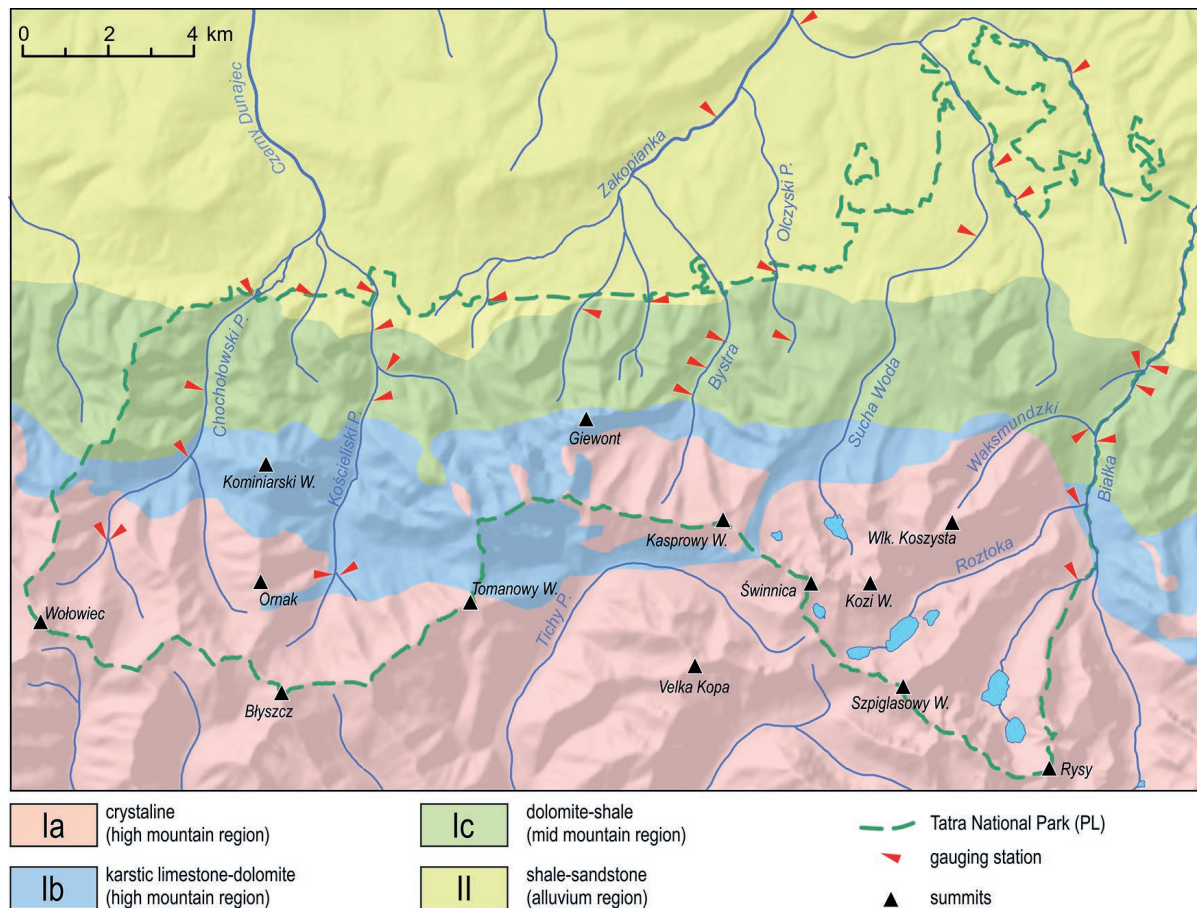 0 2 4 km
Czarny Dunajec
Zakopianka
Olczyski P.
Chochołowski P.
Kościeliski P.
Bystra
Sucha Woda
Waksmundzki
Białka
Giewont
Kominiarski W.
Kasprowy W.
Wlk. Koszysta
Roztoka
Ornak
Tomanowy W.
Świnnica
Kozi W.
Wołowiec
Tichy P.
Velka Kopa
Szpiglasowy W.
Błyszcz
Rysy
Ia
crystaline
(high mountain region)
Ib
karstic limestone-dolomite
(high mountain region)
Ic
dolomite-shale
(mid mountain region)
II
shale-sandstone
(alluvium region)
Tatra National Park (PL)
gauging station
summits